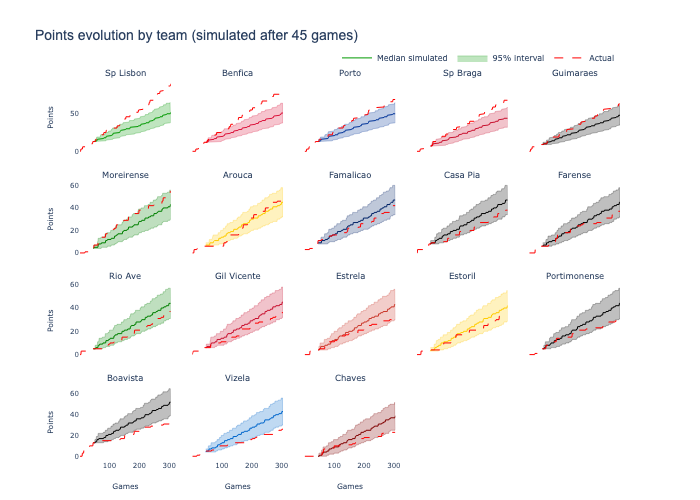 Points evolution by team (simulated after 45 games)
Median simulated 95% interval Actual
Sp Lisbon Benfica Porto Sp Braga Guimaraes
50
0
Points
Moreirense Arouca Famalicao Casa Pia Farense
60
40
20
0
Points
Rio Ave Gil Vicente Estrela Estoril Portimonense
60
40
20
0
Points
Boavista Vizela Chaves
60
40
20
0
Points
100 200 300 100 200 300 100 200 300
Games Games Games